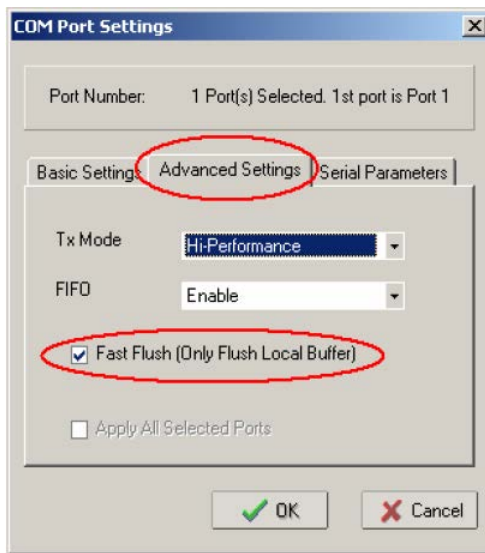 COM Port Settings
Port Number: 1 Port(s) Selected. 1st port is Port 1
Basic Settings Advanced Settings Serial Parameters
Tx Mode Hi-Performance
FIFO Enable
Fast Flush (Only Flush Local Buffer)
Apply All Selected Ports
OK Cancel